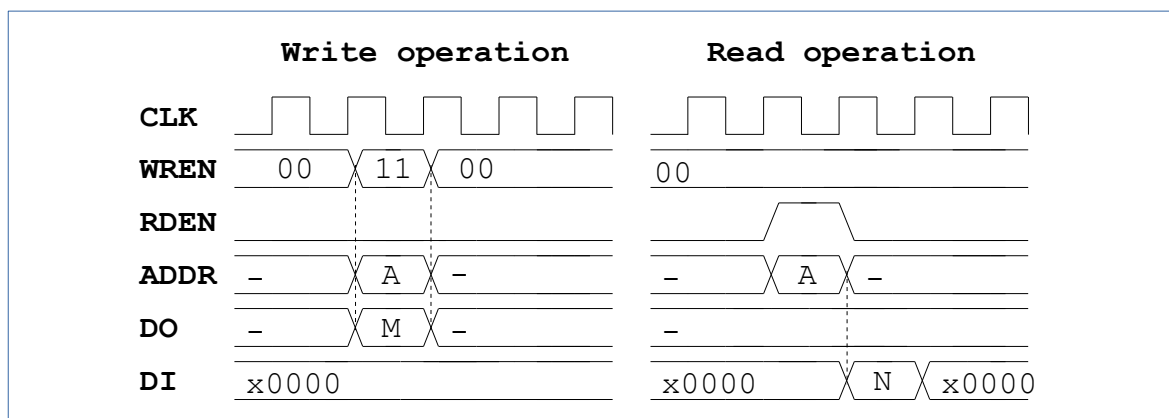 Write operation Read operation
CLK
WREN 00 11 00 00
RDEN
ADDR - A - - A -
DO - M - -
DI x0000 x0000 N x0000